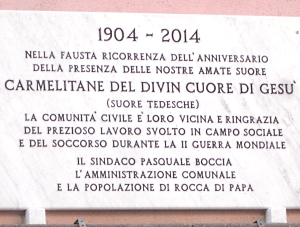 1904 - 2014
NELLA FAUSTA RICORRENZA DELL'ANNIVERSARIO
DELLA PRESENZA DELLE NOSTRE AMATE SUORE
CARMELITANE DEL DIVIN CUORE DI GESU'
(SUORE TEDESCHE)
LA COMUNITA' CIVILE E' LORO VICINA E RINGRAZIA
DEL PREZIOSO LAVORO SVOLTO IN CAMPO SOCIALE
E DEL SOCCORSO DURANTE LA II GUERRA MONDIALE
IL SINDACO PASQUALE BOCCIA
L'AMMINISTRAZIONE COMUNALE
E LA POPOLAZIONE DI ROCCA DI PAPA